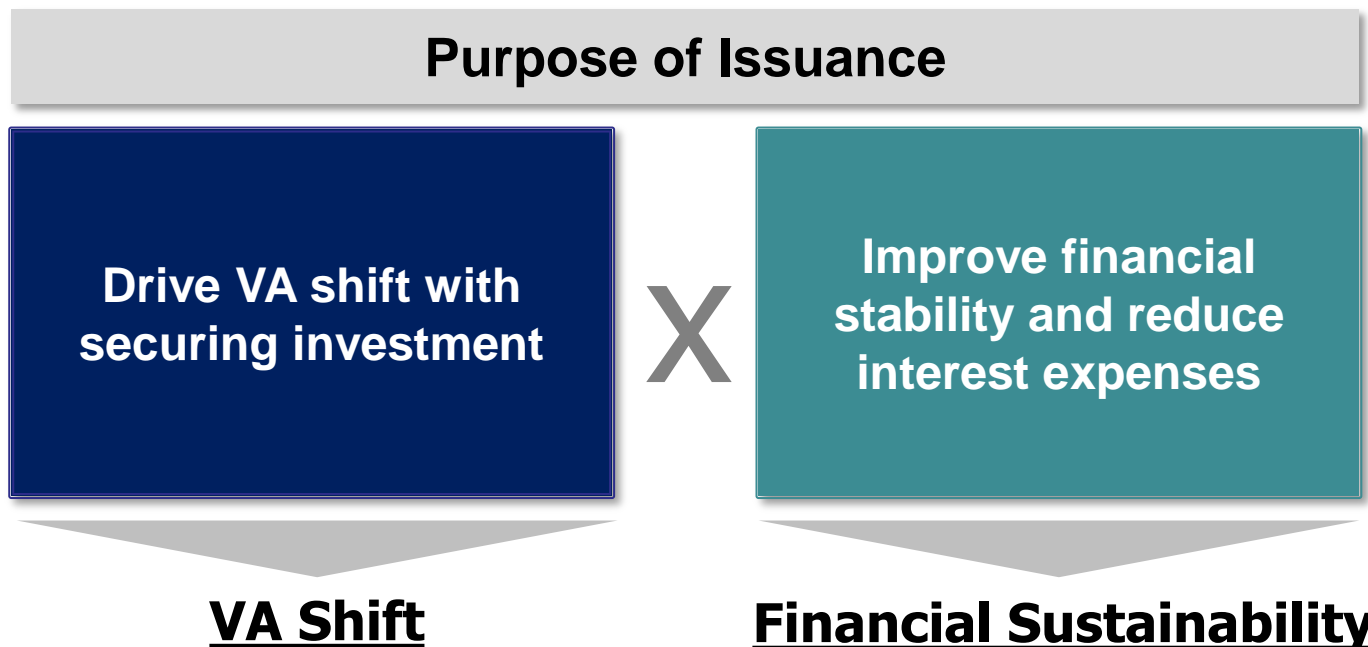 Purpose of Issuance
Drive VA shift with
securing investment
X
Improve financial
stability and reduce
interest expenses
VA Shift
Financial Sustainability